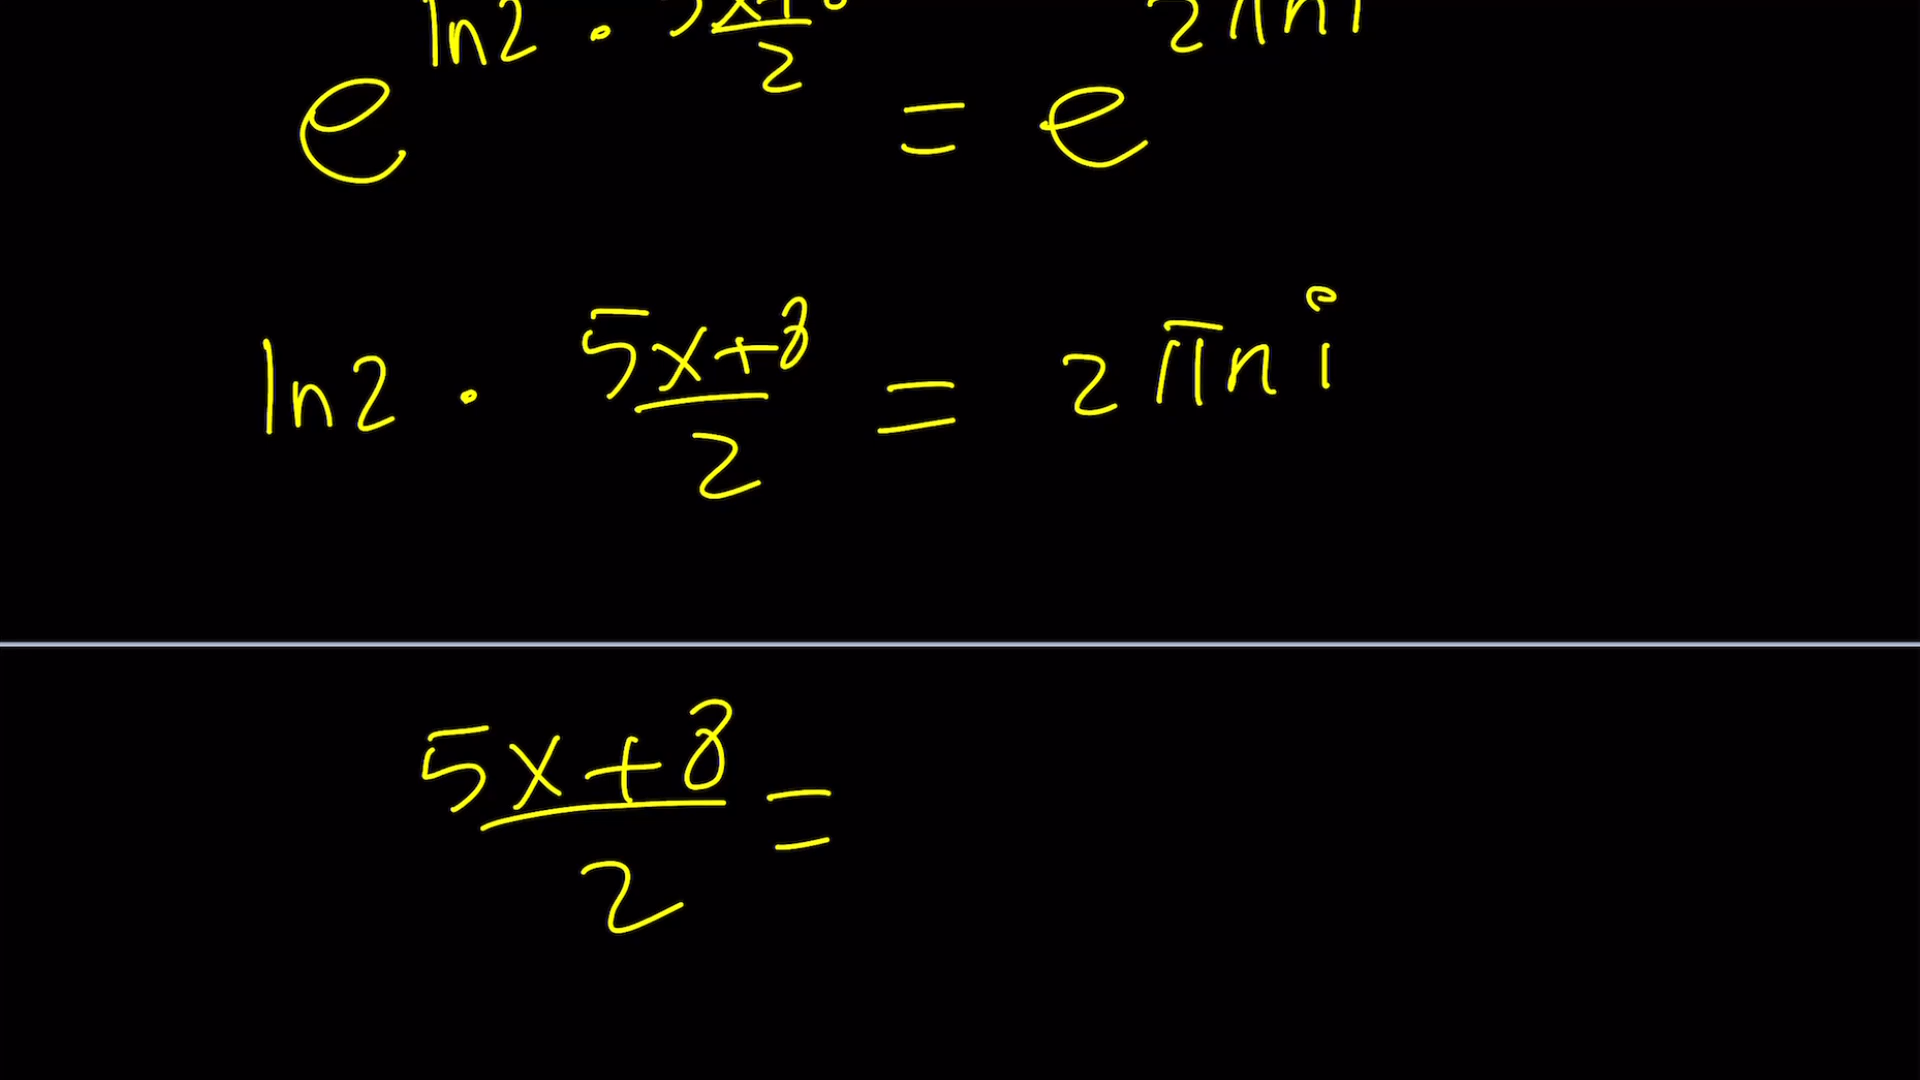 e^(ln2 · (5x+8)/2) = e^(2πni)
ln2 · (5x+8)/2 = 2πni
(5x+8)/2 =